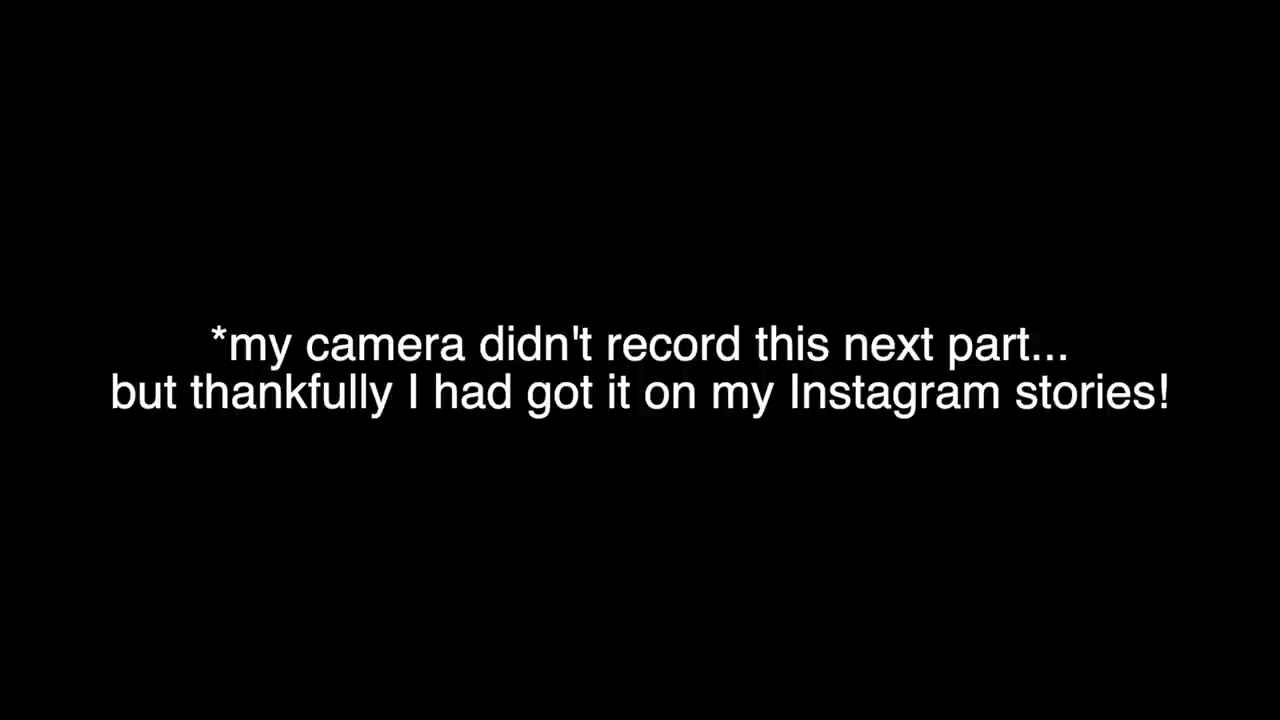 *my camera didn't record this next part...
but thankfully I had got it on my Instagram stories!